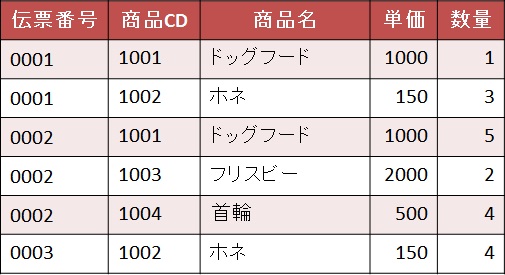 伝票番号 商品CD 商品名 単価 数量
0001 1001 ドッグフード 1000 1
0001 1002 ホネ 150 3
0002 1001 ドッグフード 1000 5
0002 1003 フリスビー 2000 2
0002 1004 首輪 500 4
0003 1002 ホネ 150 4